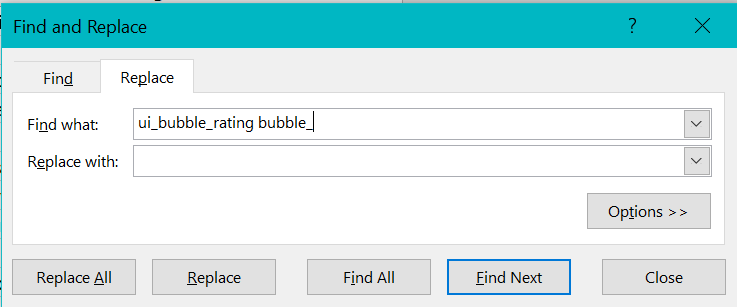 Find and Replace ?
Find Replace
Find what: ui_bubble_rating bubble_
Replace with:
Options >>
Replace All Replace Find All Find Next Close